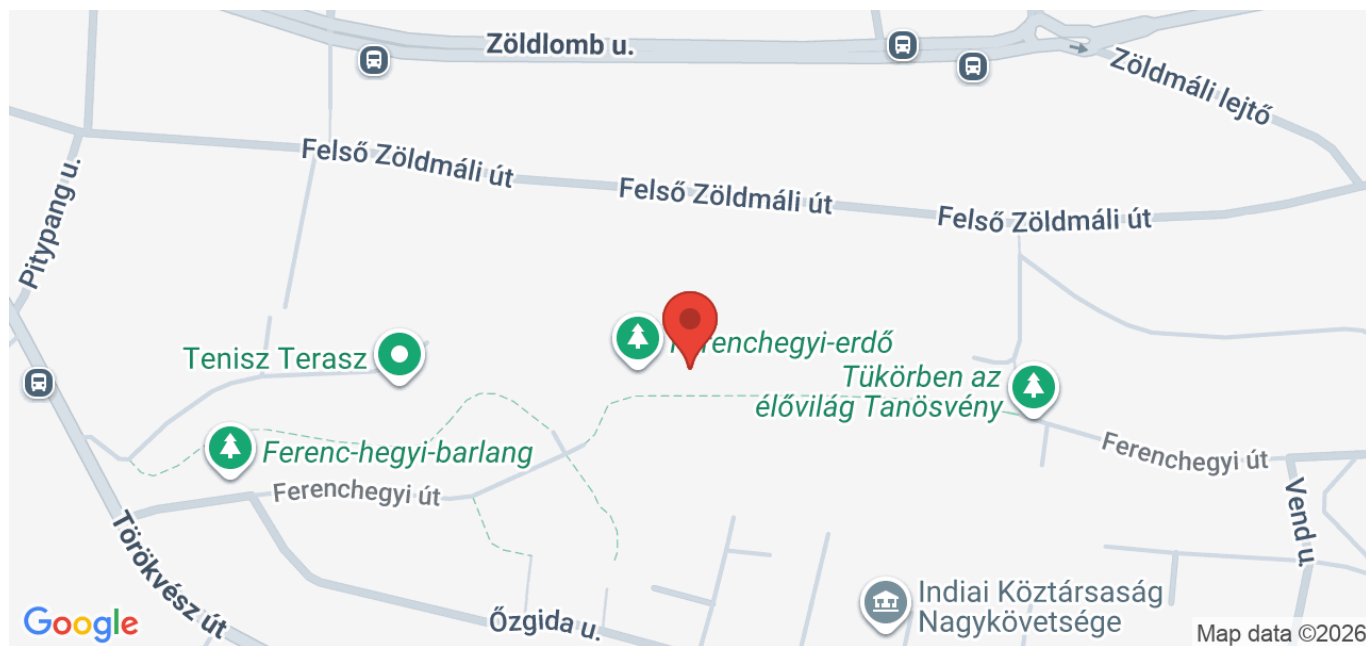 Zöldlomb u.
Zöldmáli lejtő
Felső Zöldmáli út
Felső Zöldmáli út
Felső Zöldmáli út
Pitypang u.
Ferenchegyi-erdő
Tenisz Terasz
Tükörben az
élővilág Tanösvény
Ferenc-hegyi-barlang
Ferenchegyi út
Ferenchegyi út
Vend u.
Törökvész út
Őzgida u.
Indiai Köztársaság
Nagykövetsége
Google
Map data ©2026